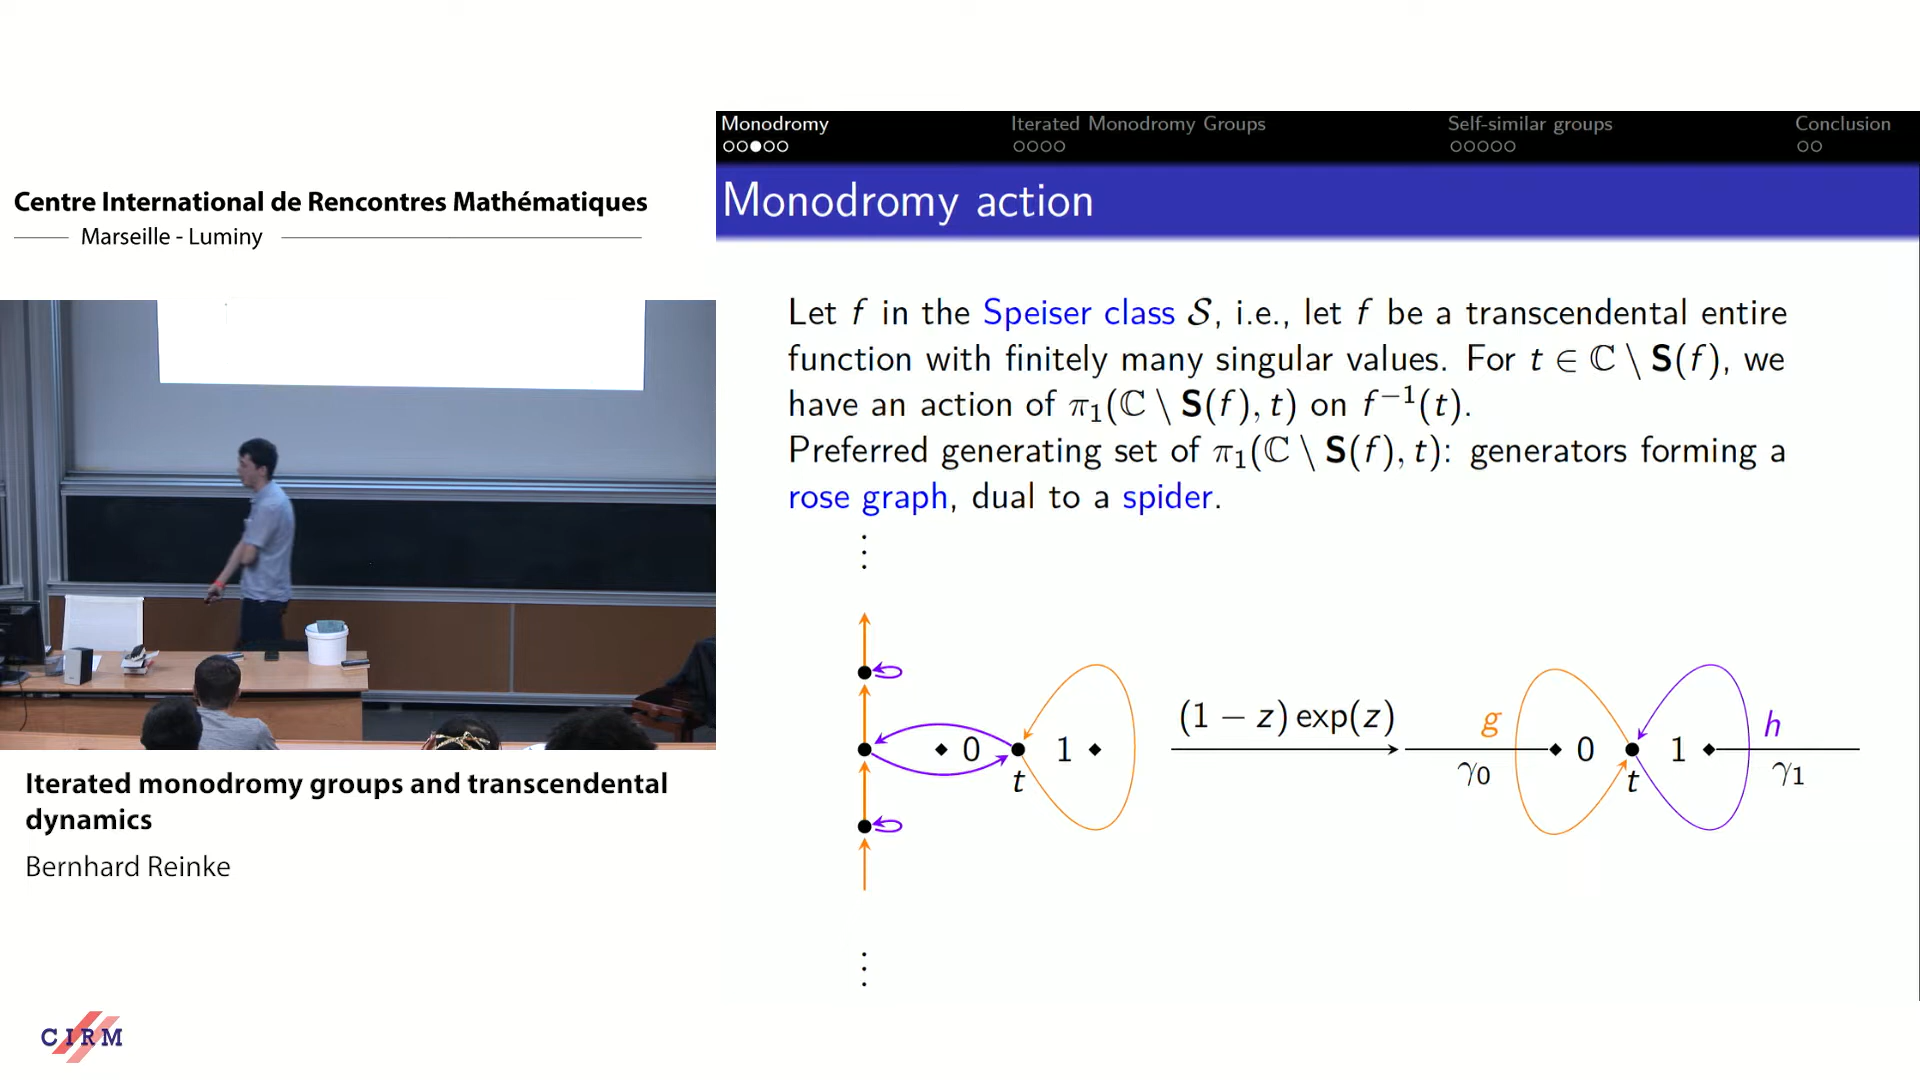 Centre International de Rencontres Mathématiques
Marseille - Luminy
Iterated monodromy groups and transcendental
dynamics
Bernhard Reinke
CIRM
Monodromy Iterated Monodromy Groups Self-similar groups Conclusion
Monodromy action
Let f in the Speiser class 𝒮, i.e., let f be a transcendental entire
function with finitely many singular values. For t ∈ ℂ \ S(f), we
have an action of π₁(ℂ \ S(f), t) on f⁻¹(t).
Preferred generating set of π₁(ℂ \ S(f), t): generators forming a
rose graph, dual to a spider.
⋮
(1 − z) exp(z)
g h
0 1 0 1
t t γ₀ γ₁
⋮